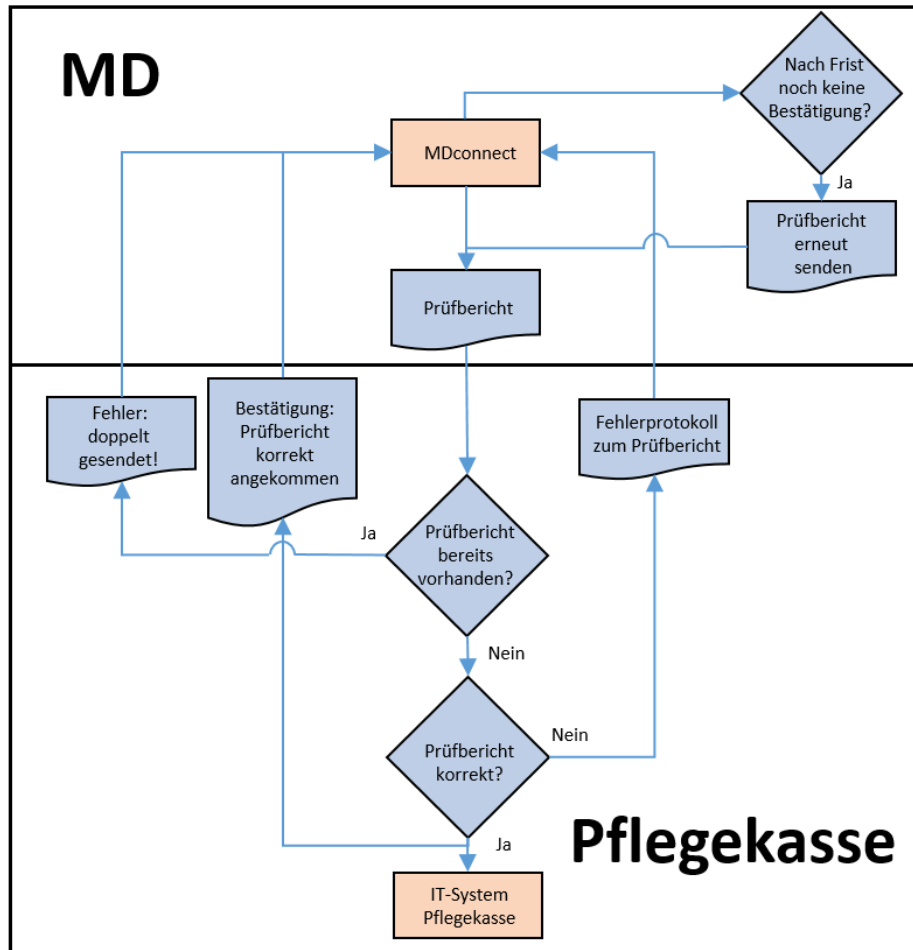 MD
Nach Frist
noch keine
Bestätigung?
MDconnect
Ja
Prüfbericht
erneut
senden
Prüfbericht
Fehler:
doppelt
gesendet!
Bestätigung:
Prüfbericht
korrekt
angekommen
Fehlerprotokoll
zum Prüfbericht
Ja
Prüfbericht
bereits
vorhanden?
Nein
Prüfbericht
korrekt?
Nein
Ja
Pflegekasse
IT-System
Pflegekasse